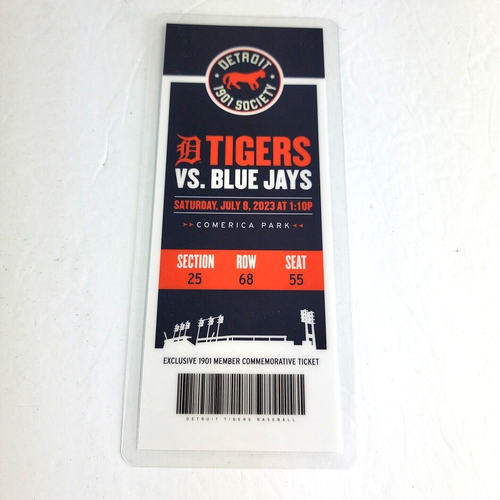 DETROIT
1901 SOCIETY
D TIGERS
VS. BLUE JAYS
SATURDAY, JULY 8, 2023 AT 1:10P
COMERICA PARK
SECTION ROW SEAT
25 68 55
EXCLUSIVE 1901 MEMBER COMMEMORATIVE TICKET
DETROIT TIGERS BASEBALL